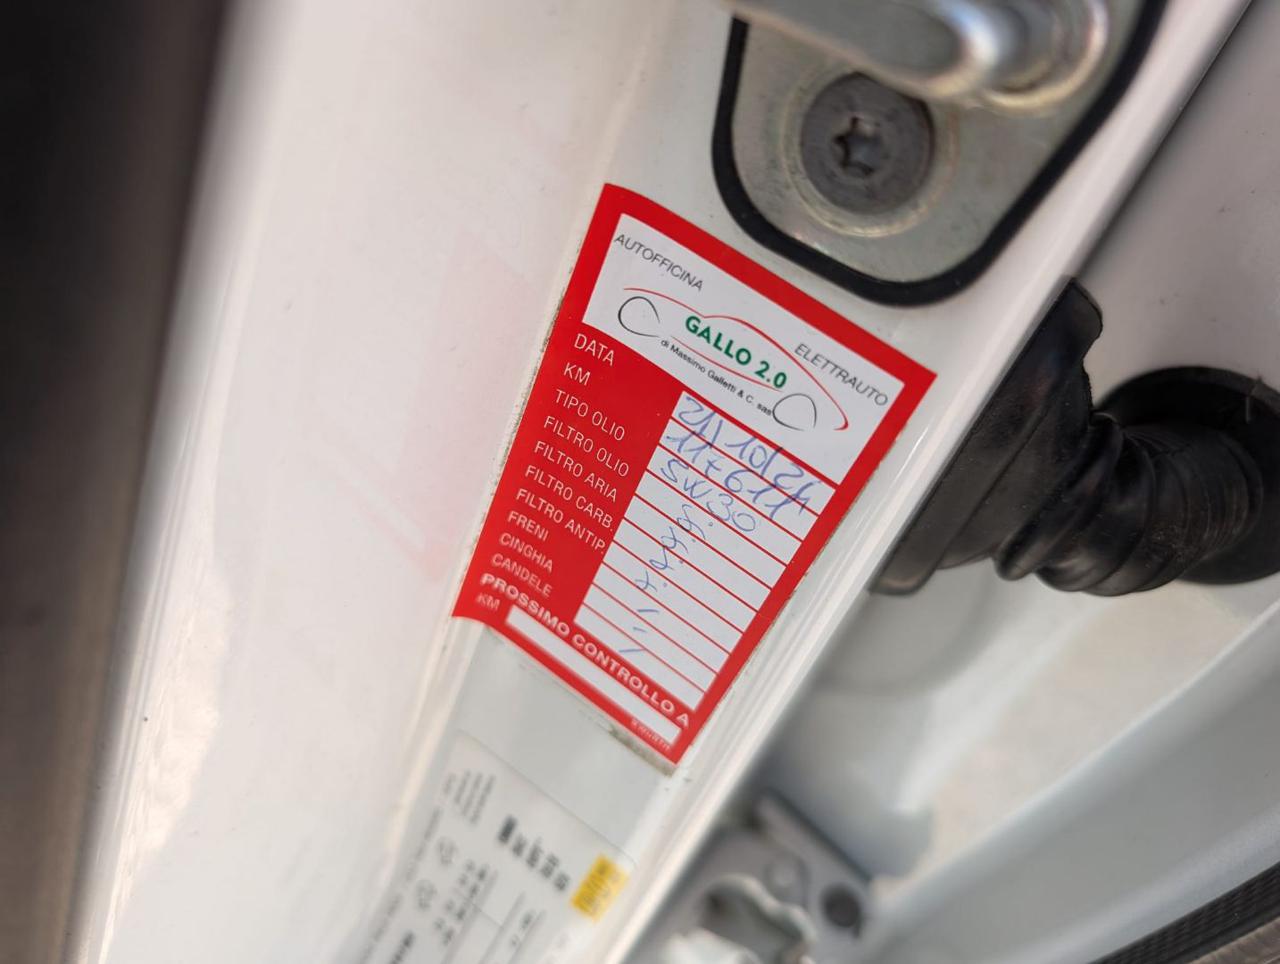 AUTOFFICINA
ELETTRAUTO
GALLO 2.0
di Massimo Galletti & C. sas
DATA 21/10/24
KM 117611
TIPO OLIO 5W30
FILTRO OLIO X
FILTRO ARIA X
FILTRO CARB. X
FILTRO ANTIP. X
FRENI /
CINGHIA /
CANDELE /
PROSSIMO CONTROLLO A
KM